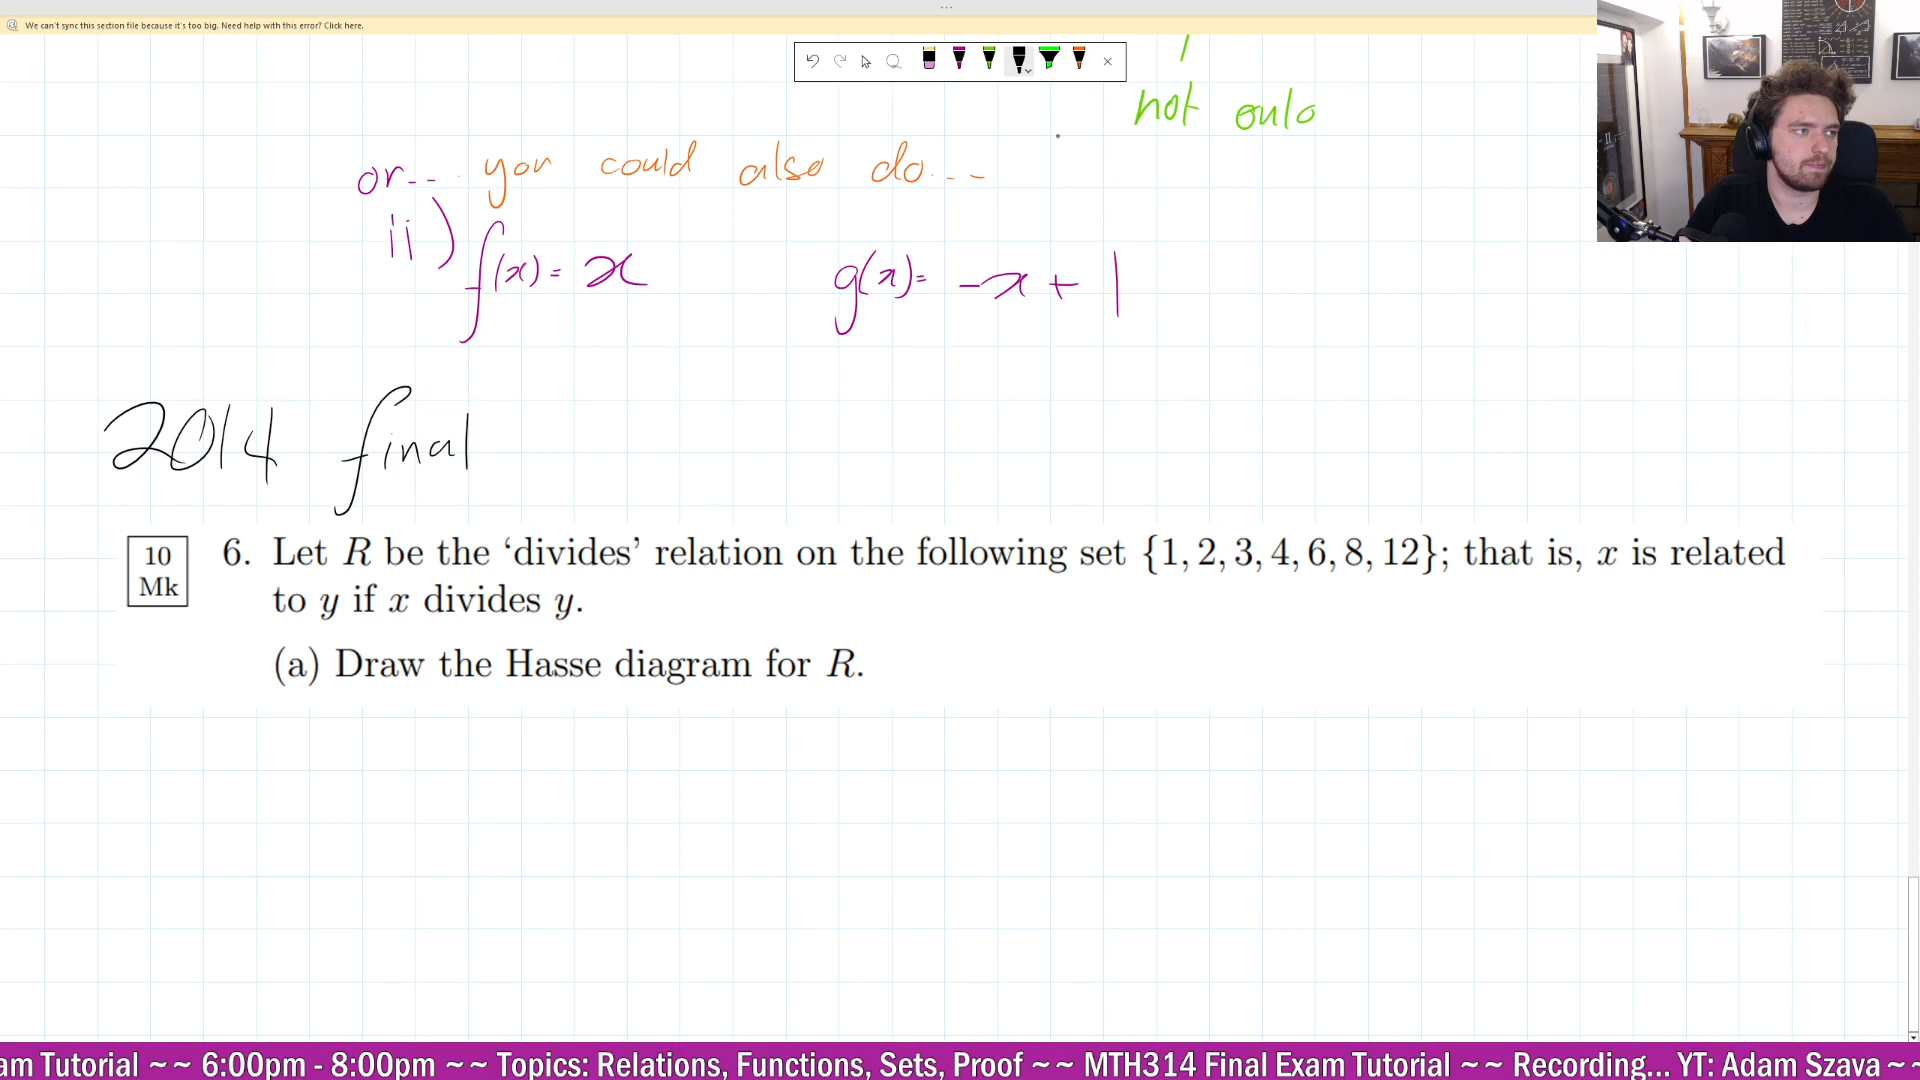 We can't sync this section file because it's too big. Need help with this error? Click here.
not
or... you could also do...
ii) f(x) = x g(x) = -x + 1
2014 final
10 Mk
6. Let R be the ‘divides’ relation on the following set {1, 2, 3, 4, 6, 8, 12}; that is, x is related
to y if x divides y.
(a) Draw the Hasse diagram for R.
am Tutorial ~~ 6:00pm - 8:00pm ~~ Topics: Relations, Functions, Sets, Proof ~~ MTH314 Final Exam Tutorial ~~ Recording... YT: Adam Szava ~~